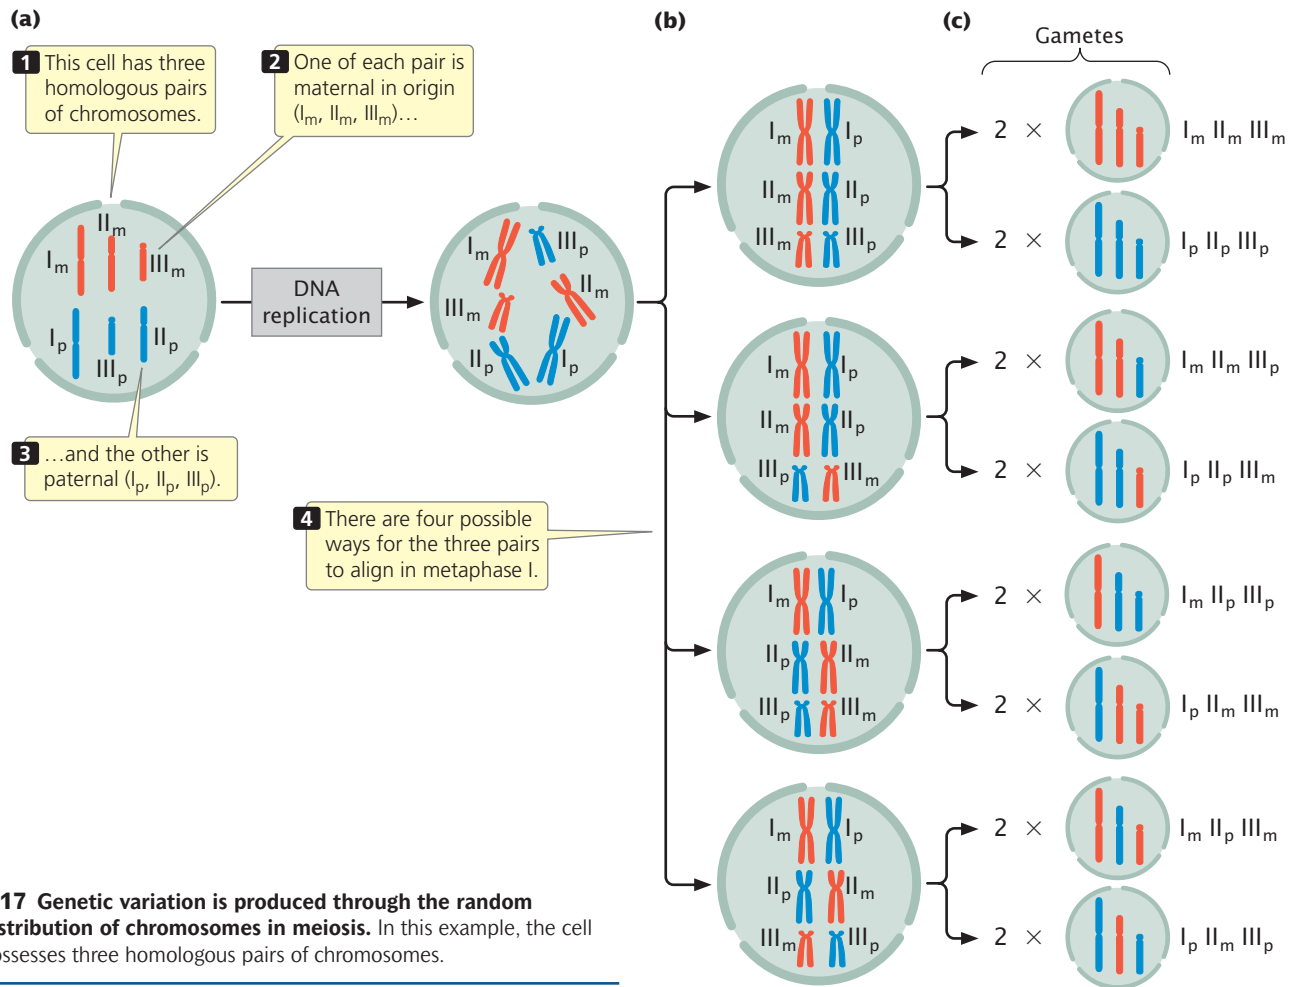 (a)
1 This cell has three
homologous pairs
of chromosomes.
2 One of each pair is
maternal in origin
(Iₘ, IIₘ, IIIₘ)…
Iₘ
IIₘ
IIIₘ
Iₚ
IIIₚ
IIₚ
DNA
replication
Iₘ
IIIₚ
IIₘ
IIIₘ
IIₚ
Iₚ
3 …and the other is
paternal (Iₚ, IIₚ, IIIₚ).
4 There are four possible
ways for the three pairs
to align in metaphase I.
(b)
Iₘ Iₚ
IIₘ IIₚ
IIIₘ IIIₚ
Iₘ Iₚ
IIₘ IIₚ
IIIₚ IIIₘ
Iₘ Iₚ
IIₚ IIₘ
IIIₚ IIIₘ
Iₘ Iₚ
IIₚ IIₘ
IIIₘ IIIₚ
(c)
Gametes
2 × Iₘ IIₘ IIIₘ
2 × Iₚ IIₚ IIIₚ
2 × Iₘ IIₘ IIIₚ
2 × Iₚ IIₚ IIIₘ
2 × Iₘ IIₚ IIIₚ
2 × Iₚ IIₘ IIIₘ
2 × Iₘ IIₚ IIIₘ
2 × Iₚ IIₘ IIIₚ
17 Genetic variation is produced through the random
stribution of chromosomes in meiosis. In this example, the cell
ossesses three homologous pairs of chromosomes.